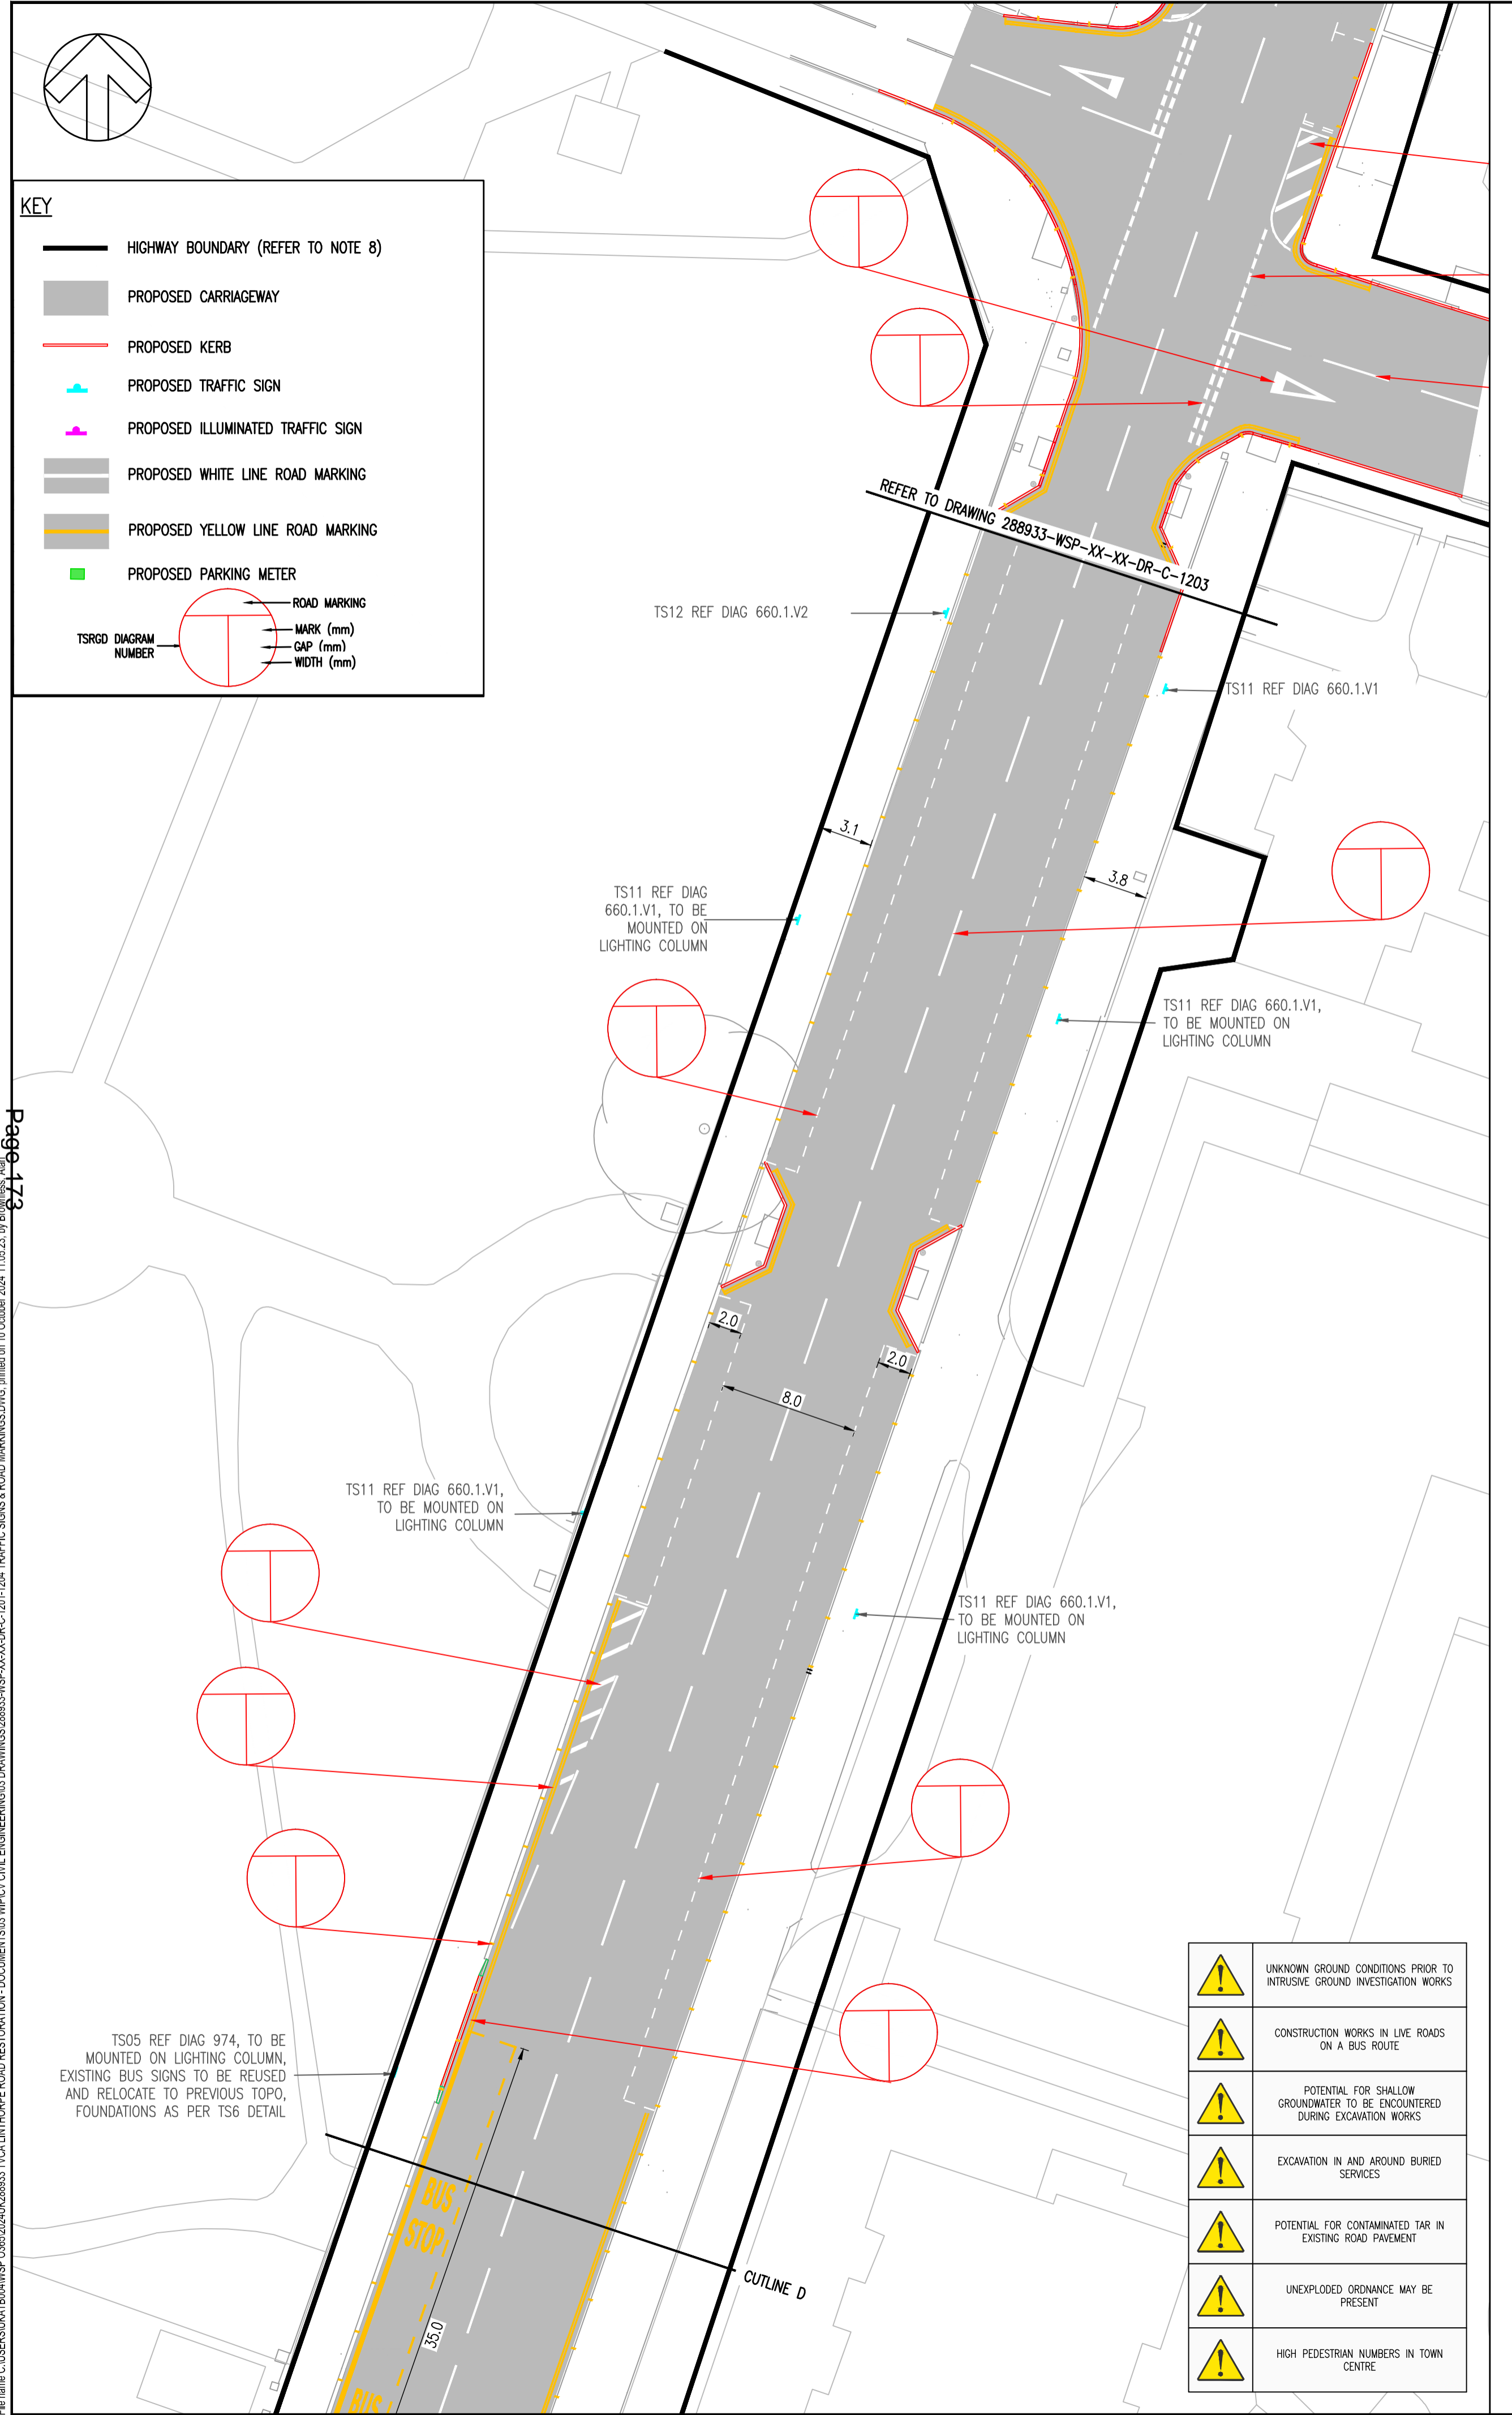 KEY
HIGHWAY BOUNDARY (REFER TO NOTE 8)
PROPOSED CARRIAGEWAY
PROPOSED KERB
PROPOSED TRAFFIC SIGN
PROPOSED ILLUMINATED TRAFFIC SIGN
PROPOSED WHITE LINE ROAD MARKING
PROPOSED YELLOW LINE ROAD MARKING
PROPOSED PARKING METER
ROAD MARKING
MARK (mm)
GAP (mm)
WIDTH (mm)
TSRGD DIAGRAM
NUMBER
REFER TO DRAWING 288933-WSP-XX-XX-DR-C-1203
TS12 REF DIAG 660.1.V2
TS11 REF DIAG 660.1.V1
3.1
3.8
TS11 REF DIAG
660.1.V1, TO BE
MOUNTED ON
LIGHTING COLUMN
TS11 REF DIAG 660.1.V1,
TO BE MOUNTED ON
LIGHTING COLUMN
2.0
2.0
8.0
TS11 REF DIAG 660.1.V1,
TO BE MOUNTED ON
LIGHTING COLUMN
TS11 REF DIAG 660.1.V1,
TO BE MOUNTED ON
LIGHTING COLUMN
TS05 REF DIAG 974, TO BE
MOUNTED ON LIGHTING COLUMN,
EXISTING BUS SIGNS TO BE REUSED
AND RELOCATE TO PREVIOUS TOPO,
FOUNDATIONS AS PER TS6 DETAIL
BUS
STOP
CUTLINE D
35.0
BUS
UNKNOWN GROUND CONDITIONS PRIOR TO
INTRUSIVE GROUND INVESTIGATION WORKS
CONSTRUCTION WORKS IN LIVE ROADS
ON A BUS ROUTE
POTENTIAL FOR SHALLOW
GROUNDWATER TO BE ENCOUNTERED
DURING EXCAVATION WORKS
EXCAVATION IN AND AROUND BURIED
SERVICES
POTENTIAL FOR CONTAMINATED TAR IN
EXISTING ROAD PAVEMENT
UNEXPLODED ORDNANCE MAY BE
PRESENT
HIGH PEDESTRIAN NUMBERS IN TOWN
CENTRE
Page 173